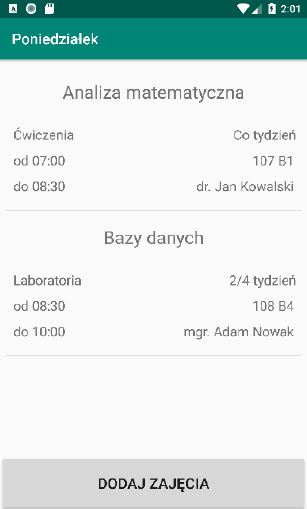 2:01
Poniedziałek
Analiza matematyczna
Ćwiczenia Co tydzień
od 07:00 107 B1
do 08:30 dr. Jan Kowalski
Bazy danych
Laboratoria 2/4 tydzień
od 08:30 108 B4
do 10:00 mgr. Adam Nowak
DODAJ ZAJĘCIA